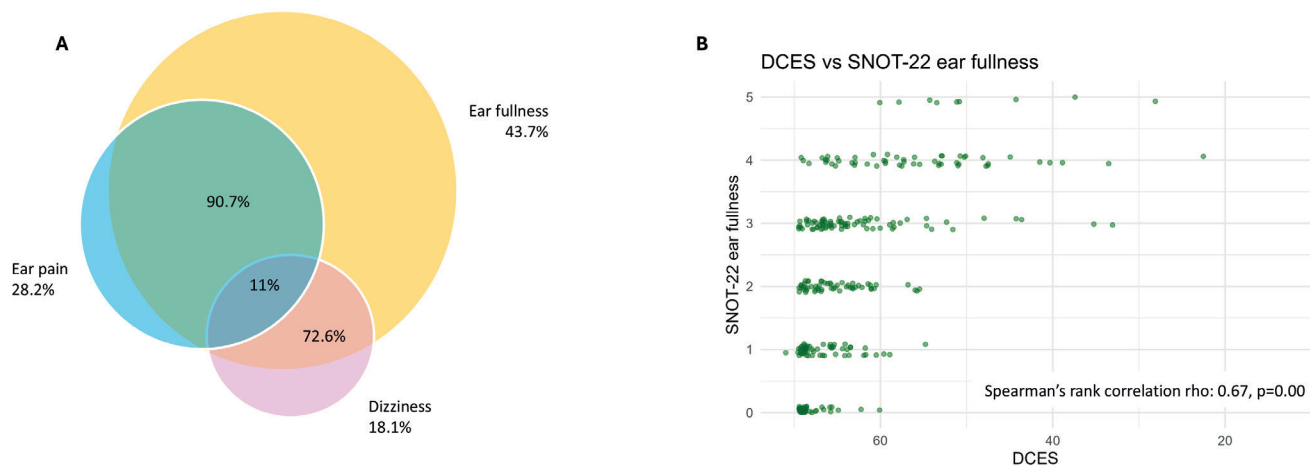 A
Ear fullness
43.7%
90.7%
Ear pain
28.2%
11%
72.6%
Dizziness
18.1%
B
DCES vs SNOT-22 ear fullness
SNOT-22 ear fullness
5
4
3
2
1
0
Spearman's rank correlation rho: 0.67, p=0.00
60
40
20
DCES